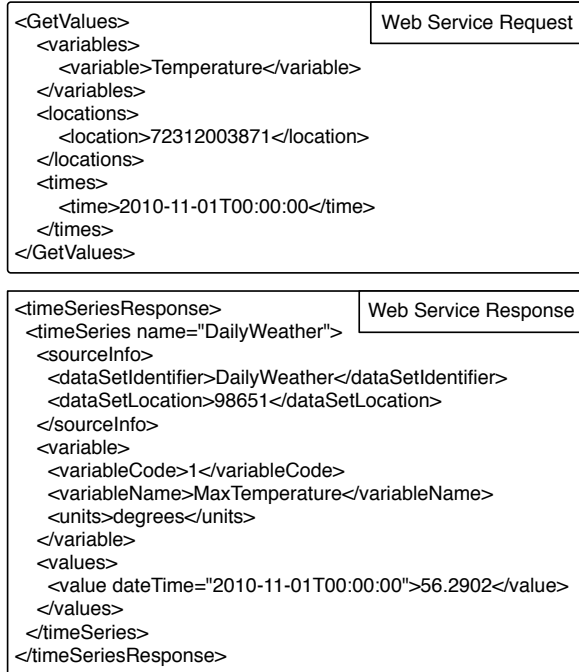 <GetValues>
Web Service Request
<variables>
<variable>Temperature</variable>
</variables>
<locations>
<location>72312003871</location>
</locations>
<times>
<time>2010-11-01T00:00:00</time>
</times>
</GetValues>
<timeSeriesResponse>
Web Service Response
<timeSeries name="DailyWeather">
<sourceInfo>
<dataSetIdentifier>DailyWeather</dataSetIdentifier>
<dataSetLocation>98651</dataSetLocation>
</sourceInfo>
<variable>
<variableCode>1</variableCode>
<variableName>MaxTemperature</variableName>
<units>degrees</units>
</variable>
<values>
<value dateTime="2010-11-01T00:00:00">56.2902</value>
</values>
</timeSeries>
</timeSeriesResponse>